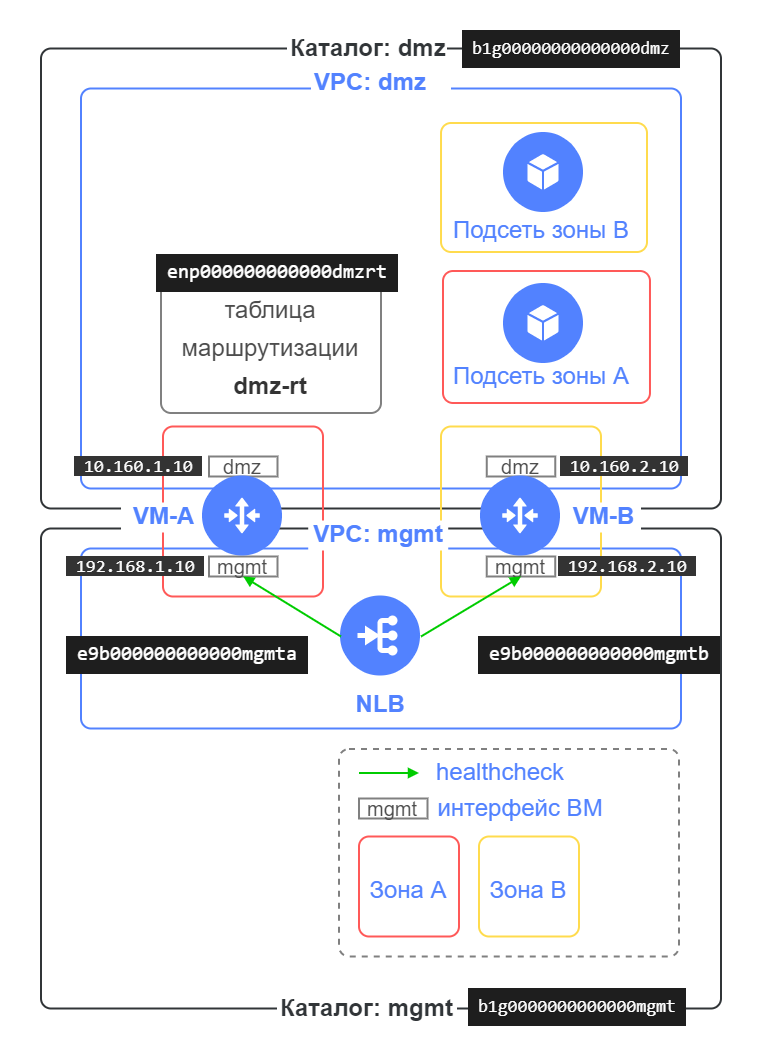 Каталог: dmz
b1g00000000000000dmz
VPC: dmz
Подсеть зоны B
enp000000000000dmzrt
таблица
маршрутизации
dmz-rt
Подсеть зоны A
10.160.1.10
dmz
dmz
10.160.2.10
VM-A
VM-B
VPC: mgmt
192.168.1.10
mgmt
mgmt
192.168.2.10
e9b000000000000mgmta
e9b000000000000mgmtb
NLB
healthcheck
mgmt
интерфейс ВМ
Зона A
Зона B
Каталог: mgmt
b1g0000000000000mgmt